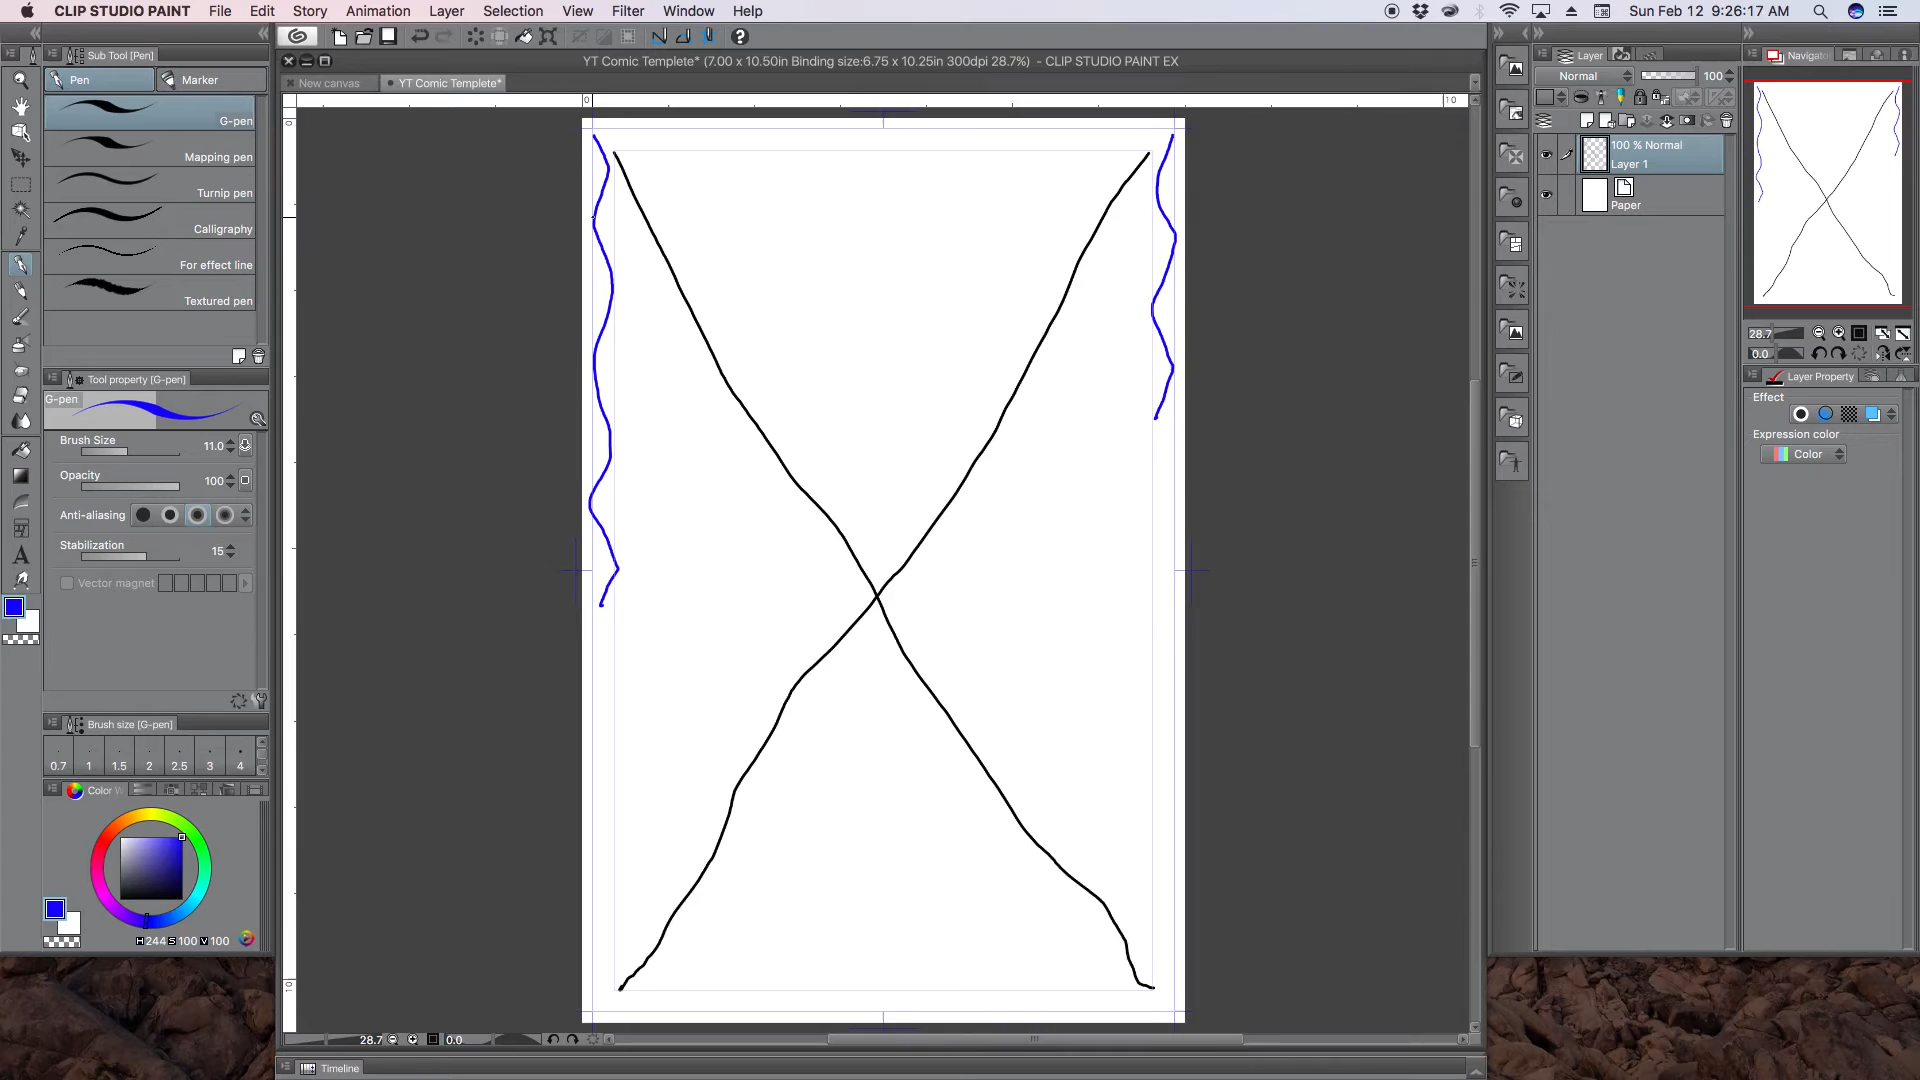 CLIP STUDIO PAINT File Edit Story Animation Layer Selection View Filter Window Help Sun Feb 12 9:26:17 AM
Sub Tool [Pen]
Pen Marker
G-pen
Mapping pen
Turnip pen
Calligraphy
For effect line
Textured pen
Tool property [G-pen]
G-pen
Brush Size 11.0
Opacity 100
Anti-aliasing
Stabilization 15
Vector magnet
Brush size [G-pen]
0.7 1 1.5 2 2.5 3 4
Color W
H 244 S 100 V 100
YT Comic Templete* (7.00 x 10.50in Binding size:6.75 x 10.25in 300dpi 28.7%) - CLIP STUDIO PAINT EX
New canvas YT Comic Templete*
0 10
0
10
28.7 0.0
Timeline
Layer
Normal 100
100 % Normal
Layer 1
Paper
Navigator
28.7
0.0
Layer Property
Effect
Expression color
Color